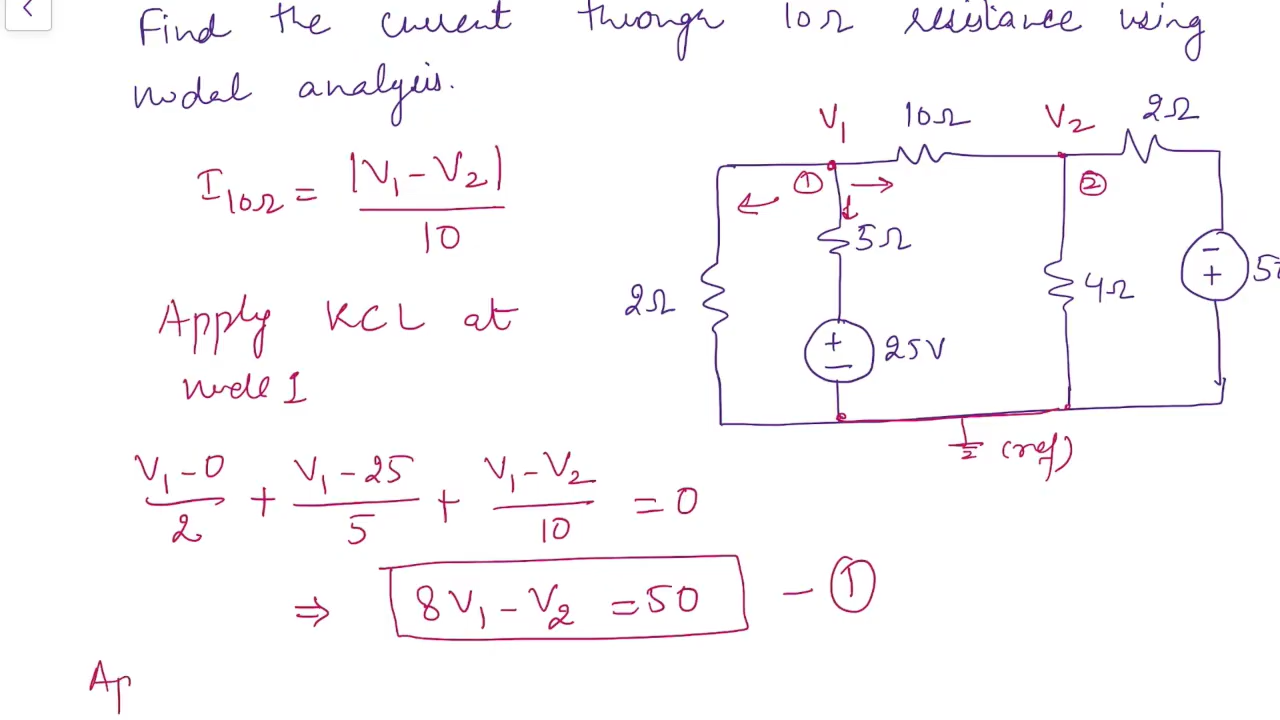 Find the current through 10Ω resistance using
nodal analysis.
I10Ω = |V1 - V2| / 10
Apply KCL at
node 1
(V1 - 0)/2 + (V1 - 25)/5 + (V1 - V2)/10 = 0
⇒ 8V1 - V2 = 50 - ①
Ap
V1 10Ω V2 2Ω
① ②
5Ω
2Ω 4Ω
+ - 25V
- +
(ref)